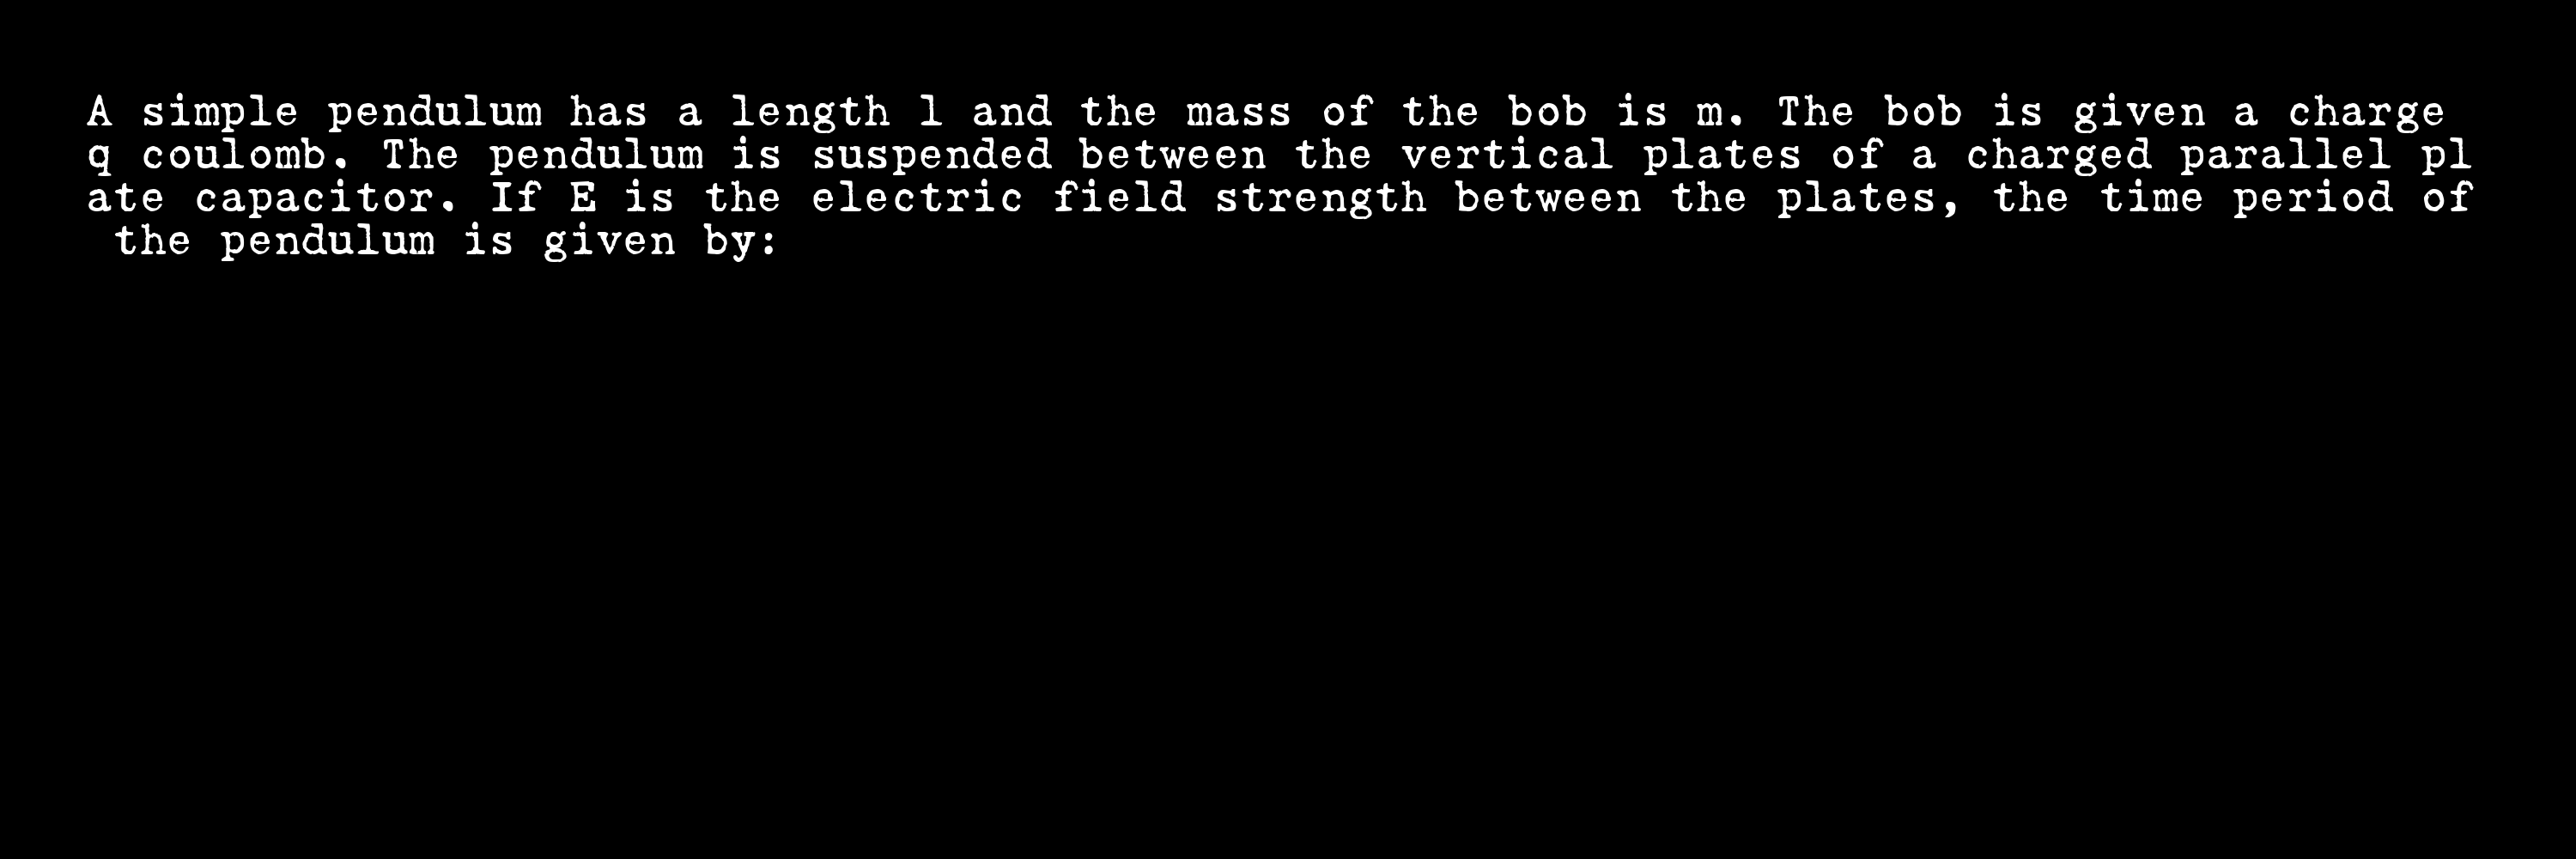 A simple pendulum has a length l and the mass of the bob is m. The bob is given a charge
q coulomb. The pendulum is suspended between the vertical plates of a charged parallel pl
ate capacitor. If E is the electric field strength between the plates, the time period of
the pendulum is given by: